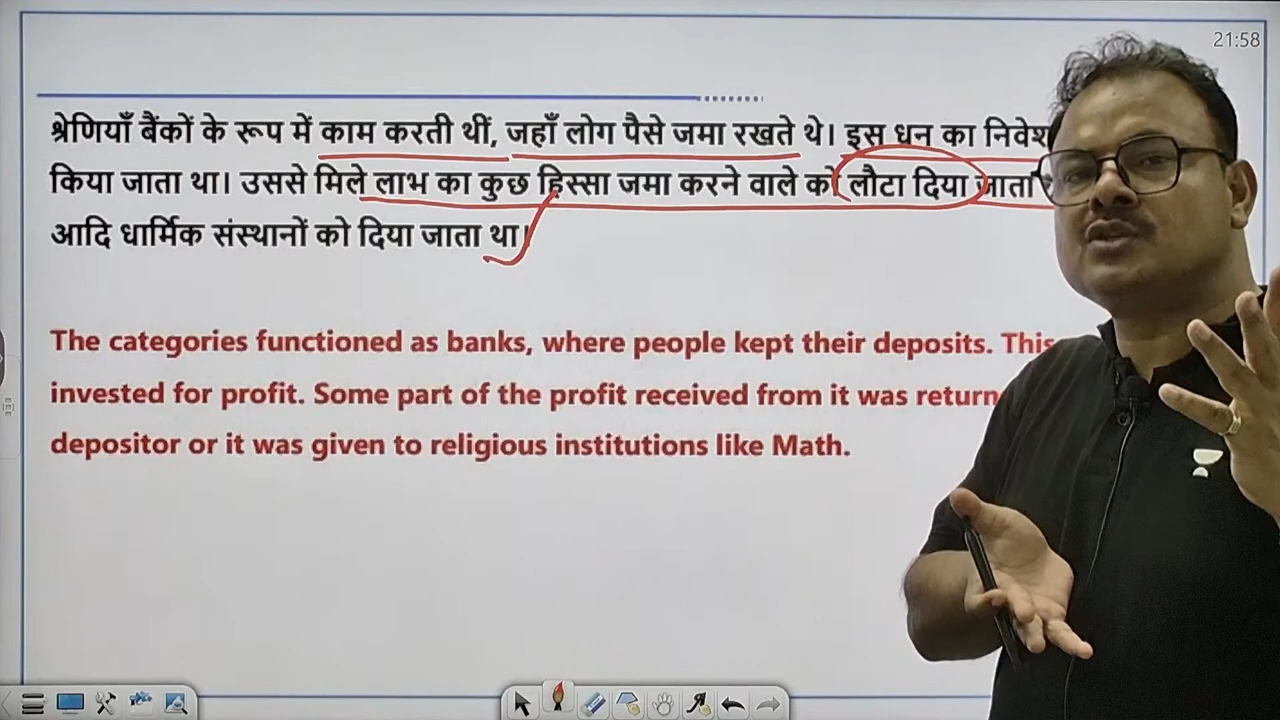 21:58
श्रेणियाँ बैंकों के रूप में काम करती थीं, जहाँ लोग पैसे जमा रखते थे। इस धन का निवेश
किया जाता था। उससे मिले लाभ का कुछ हिस्सा जमा करने वाले को लौटा दिया जाता
आदि धार्मिक संस्थानों को दिया जाता था।
The categories functioned as banks, where people kept their deposits. This
invested for profit. Some part of the profit received from it was return
depositor or it was given to religious institutions like Math.